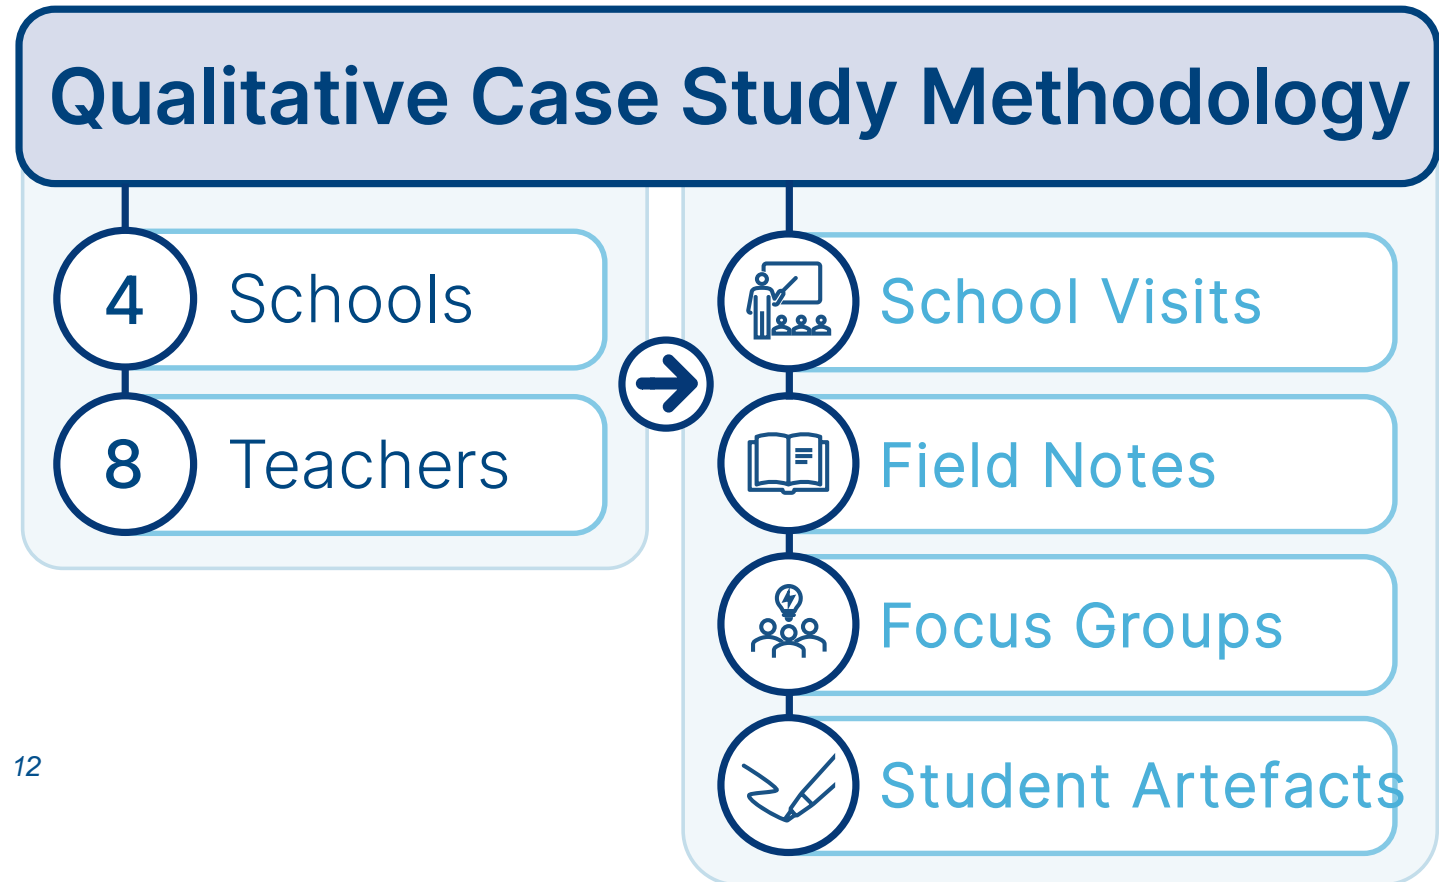 Qualitative Case Study Methodology
4 Schools
8 Teachers
School Visits
Field Notes
Focus Groups
Student Artefacts
12